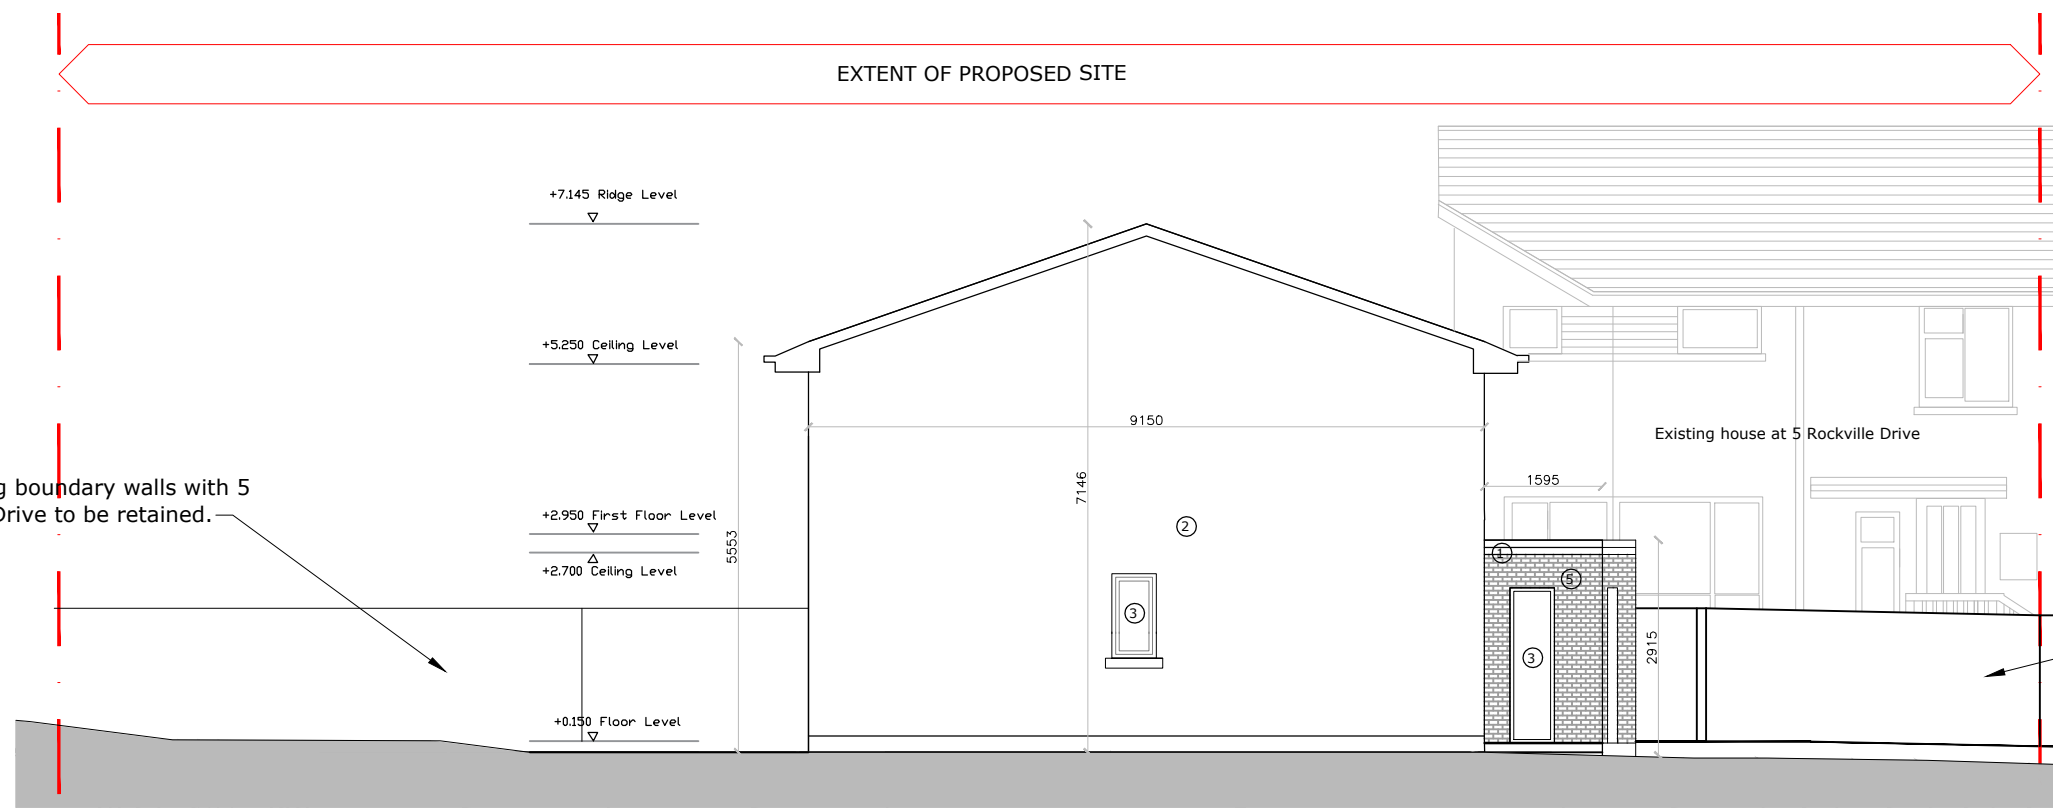 EXTENT OF PROPOSED SITE
+7.145 Ridge Level
+5.250 Ceiling Level
9150
Existing house at 5 Rockville Drive
7146
1595
g boundary walls with 5
Drive to be retained.
+2.950 First Floor Level
2
5553
1
+2.700 Ceiling Level
5
3
3
2915
+0.150 Floor Level